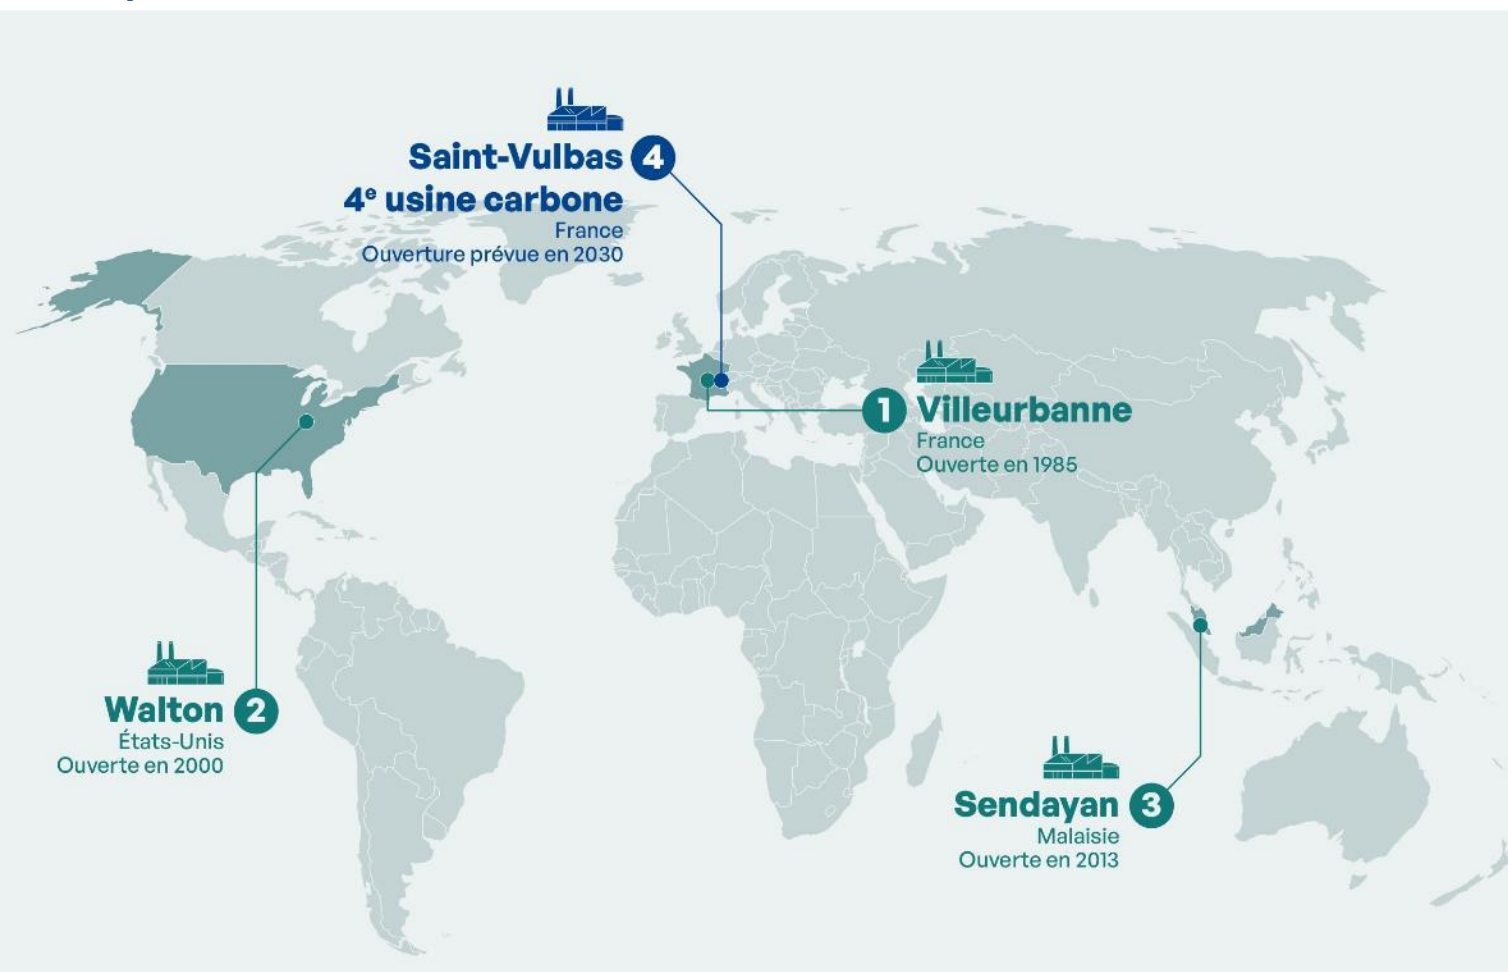 4
Saint-Vulbas
4e usine carbone
France
Ouverture prévue en 2030
1
Villeurbanne
France
Ouverte en 1985
2
Walton
États-Unis
Ouverte en 2000
3
Sendayan
Malaisie
Ouverte en 2013